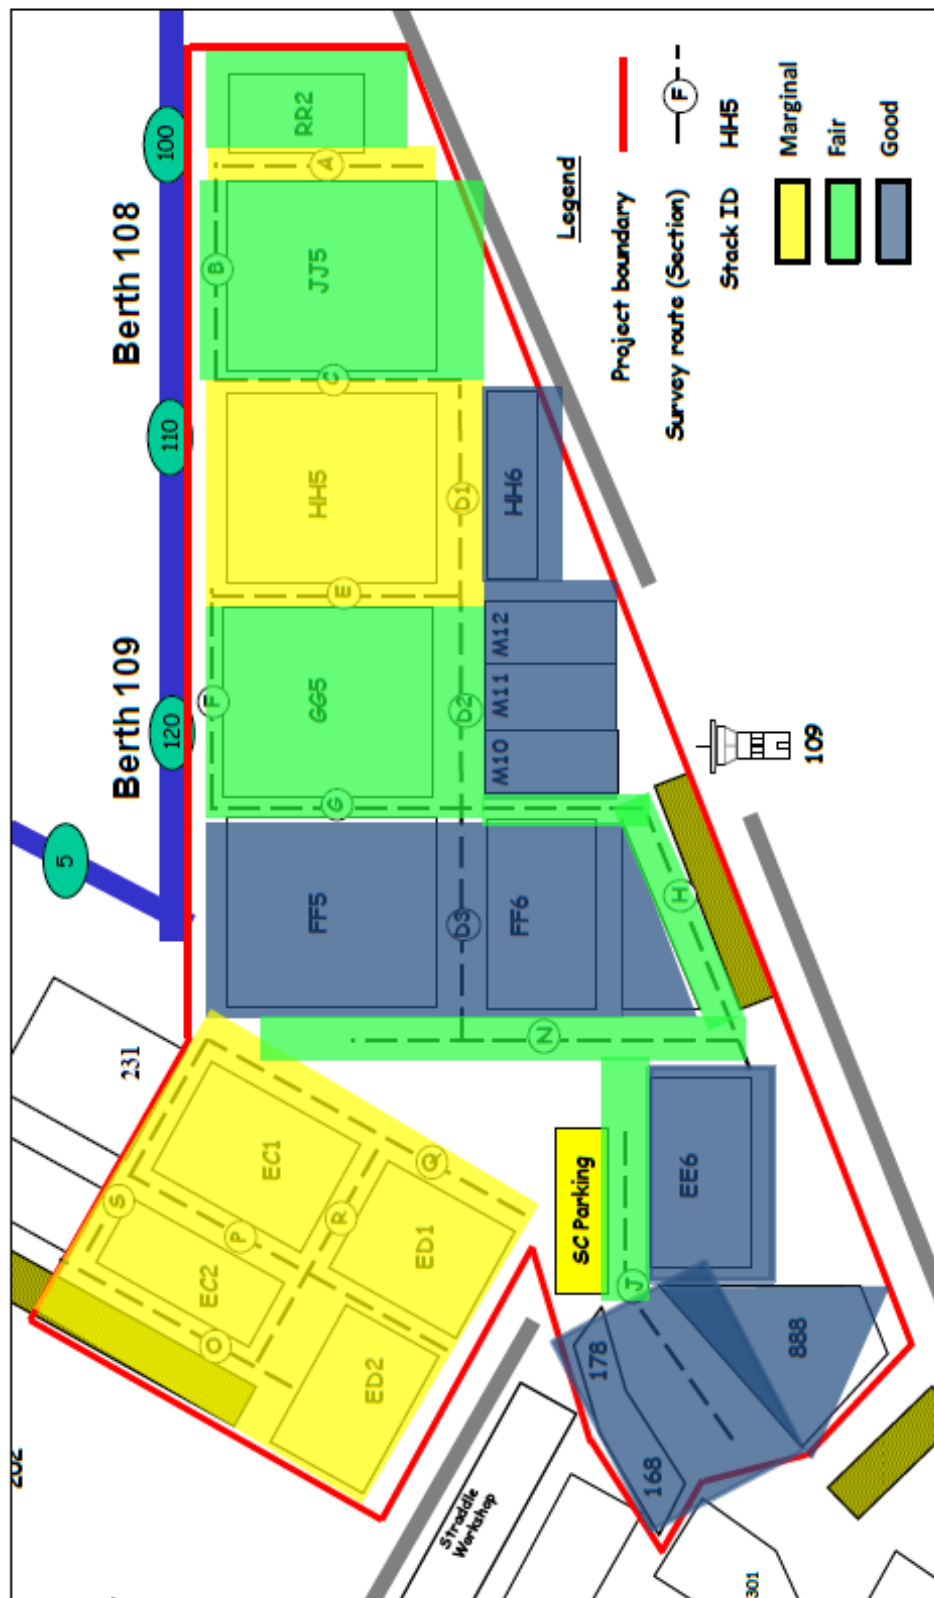 100
110
120
5
Berth 108
Berth 109
RR2
A
B
JJ5
C
HH5
D1
HH6
E
F
GG5
D2
M12
M11
M10
G
H
109
FF5
D3
FF6
N
231
EC1
Q
S
P
R
EC2
ED1
O
ED2
SC Parking
EE6
J
178
888
168
Straddle
Workshop
301
Legend
Project boundary
Survey route (Section)
F
Stack ID
HH5
Marginal
Fair
Good